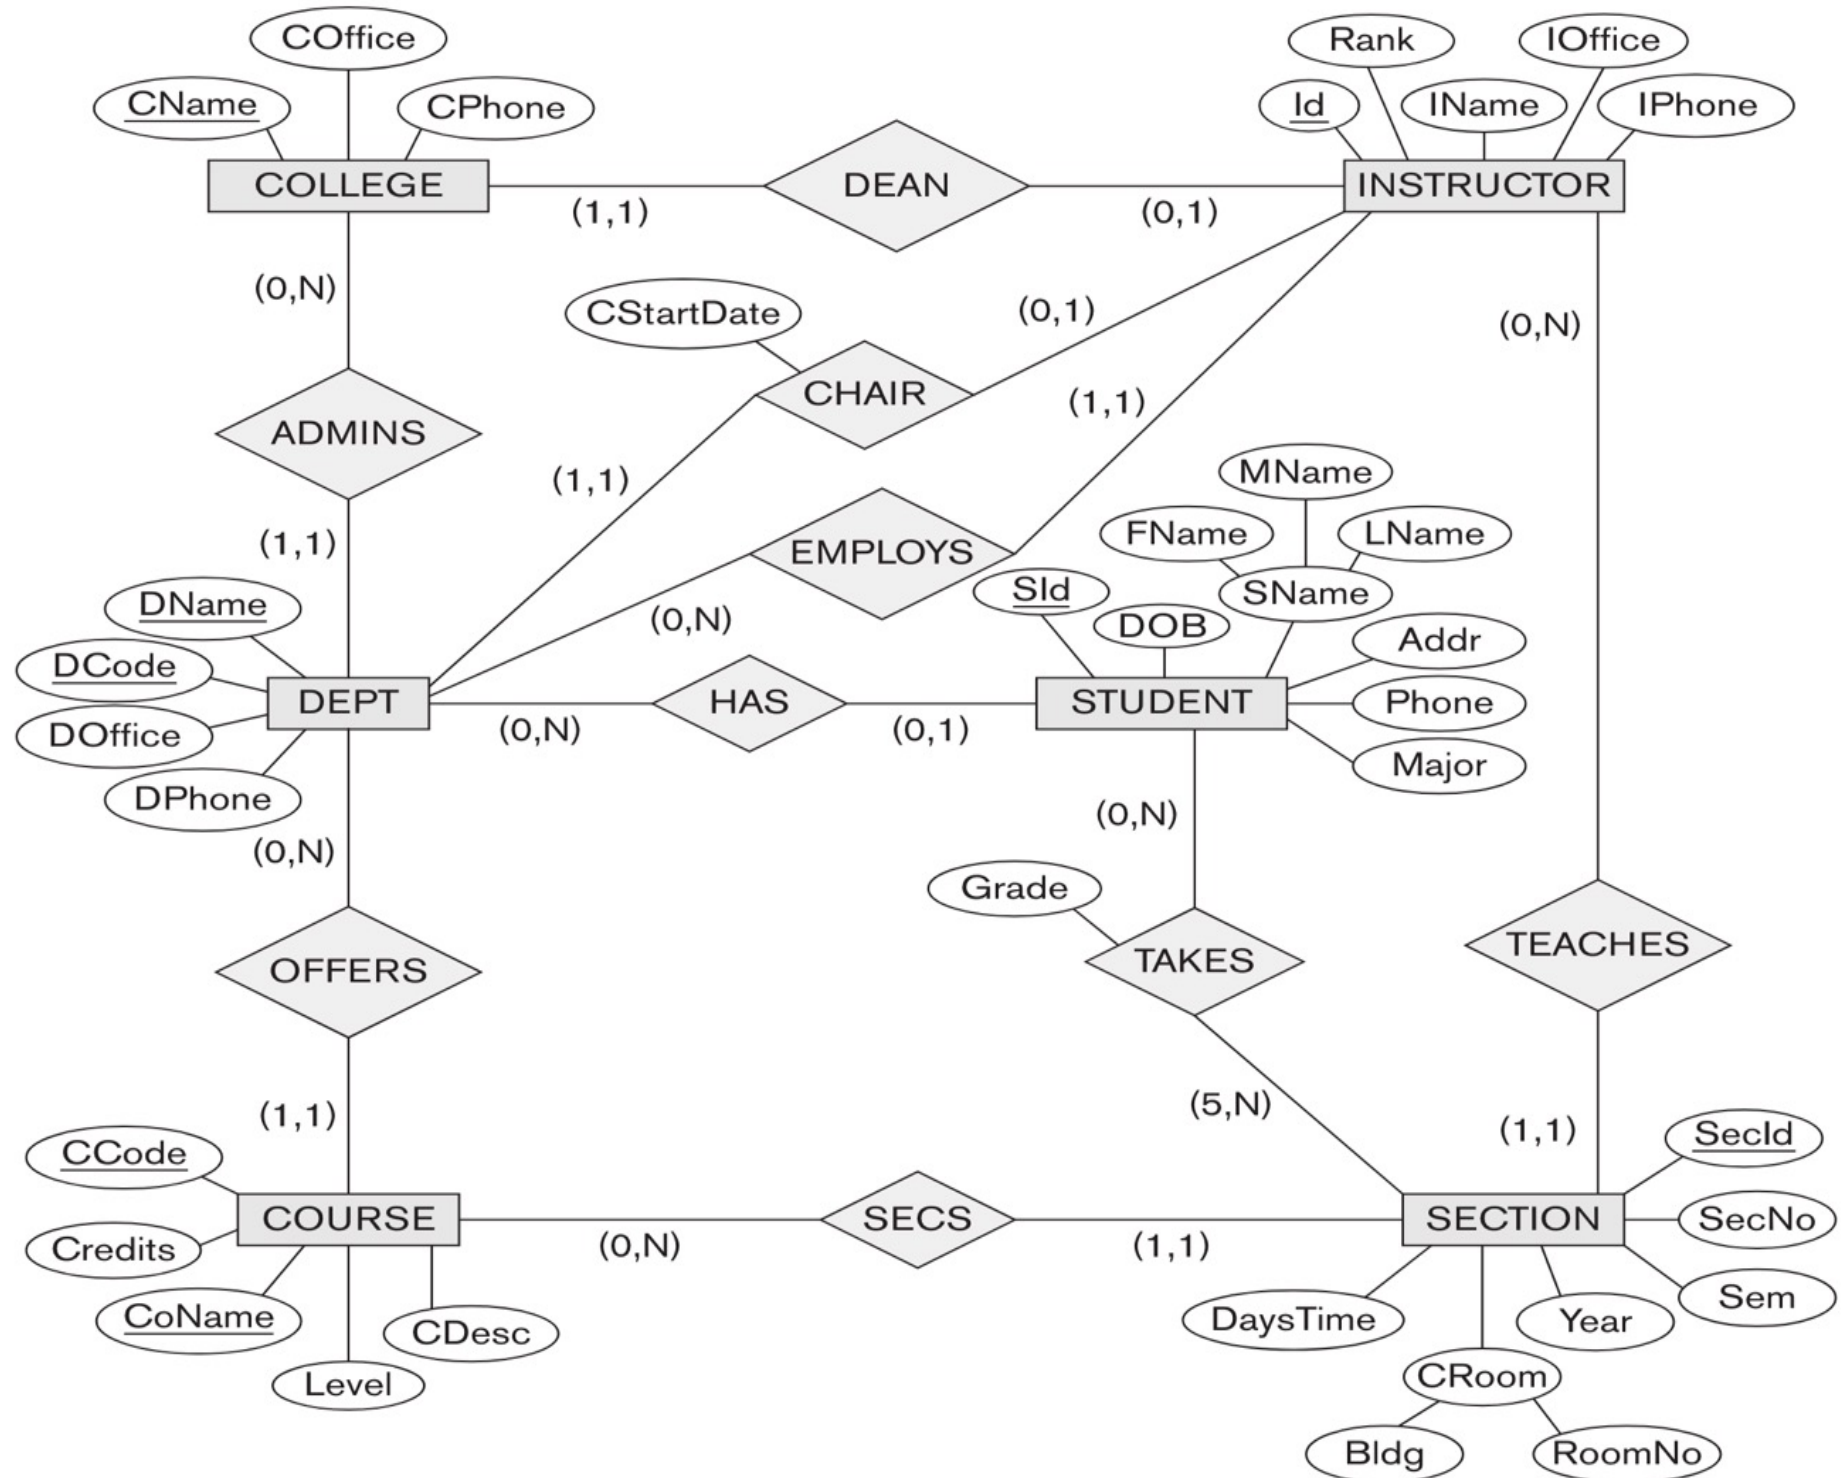 COffice
Rank
IOffice
CName
CPhone
Id
IName
IPhone
COLLEGE
DEAN
INSTRUCTOR
(1,1)
(0,1)
(0,N)
CStartDate
(0,1)
(0,N)
CHAIR
(1,1)
ADMINS
MName
(1,1)
FName
LName
(1,1)
EMPLOYS
SId
SName
DName
(0,N)
DOB
Addr
DCode
DEPT
HAS
STUDENT
Phone
DOffice
(0,N)
(0,1)
Major
DPhone
(0,N)
(0,N)
Grade
TEACHES
OFFERS
TAKES
(5,N)
(1,1)
(1,1)
SecId
CCode
COURSE
SECS
SECTION
SecNo
Credits
(0,N)
(1,1)
Sem
CoName
CDesc
DaysTime
Year
Level
CRoom
Bldg
RoomNo